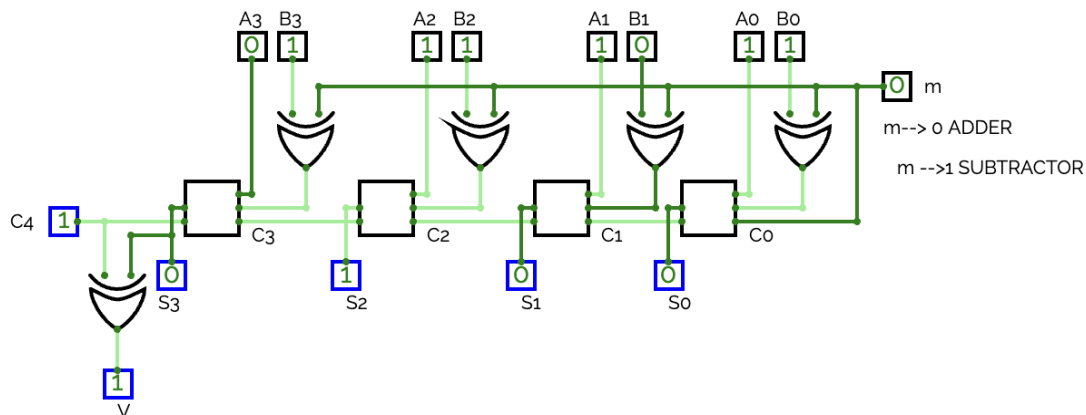 A3 B3 A2 B2 A1 B1 A0 B0
0 1 1 1 1 0 1 1
0 m
m--> 0 ADDER
m -->1 SUBTRACTOR
C4 1 C3 C2 C1 C0
0 1 0 0
S3 S2 S1 S0
1
V